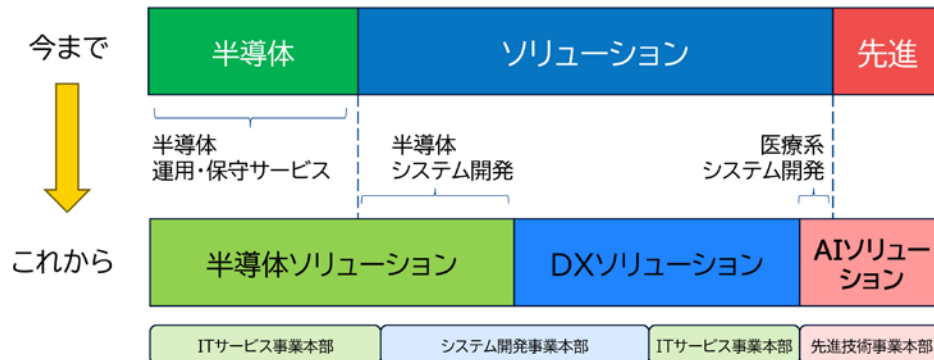 今まで
半導体
ソリューション
先進
半導体
運用・保守サービス
半導体
システム開発
医療系
システム開発
これから
半導体ソリューション
DXソリューション
AIソリュー
ション
ITサービス事業本部
システム開発事業本部
ITサービス事業本部
先進技術事業本部